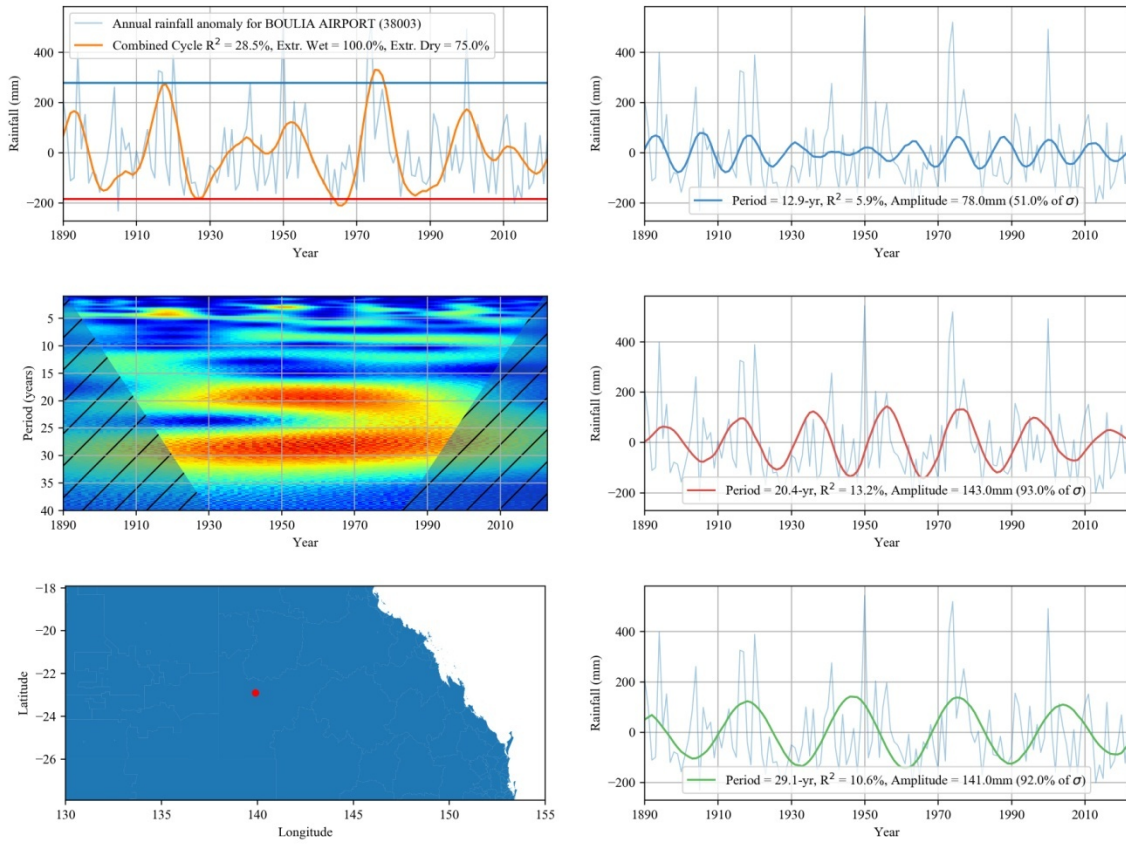 Annual rainfall anomaly for BOULIA AIRPORT (38003)
Combined Cycle R² = 28.5%, Extr. Wet = 100.0%, Extr. Dry = 75.0%
400
200
0
−200
Rainfall (mm)
1890 1910 1930 1950 1970 1990 2010
Year
400
200
0
−200
Rainfall (mm)
Period = 12.9-yr, R² = 5.9%, Amplitude = 78.0mm (51.0% of σ)
1890 1910 1930 1950 1970 1990 2010
Year
5
10
15
20
25
30
35
40
Period (years)
1890 1910 1930 1950 1970 1990 2010
Year
400
200
0
−200
Rainfall (mm)
Period = 20.4-yr, R² = 13.2%, Amplitude = 143.0mm (93.0% of σ)
1890 1910 1930 1950 1970 1990 2010
Year
−18
−20
−22
−24
−26
Latitude
130 135 140 145 150 155
Longitude
400
200
0
−200
Rainfall (mm)
Period = 29.1-yr, R² = 10.6%, Amplitude = 141.0mm (92.0% of σ)
1890 1910 1930 1950 1970 1990 2010
Year